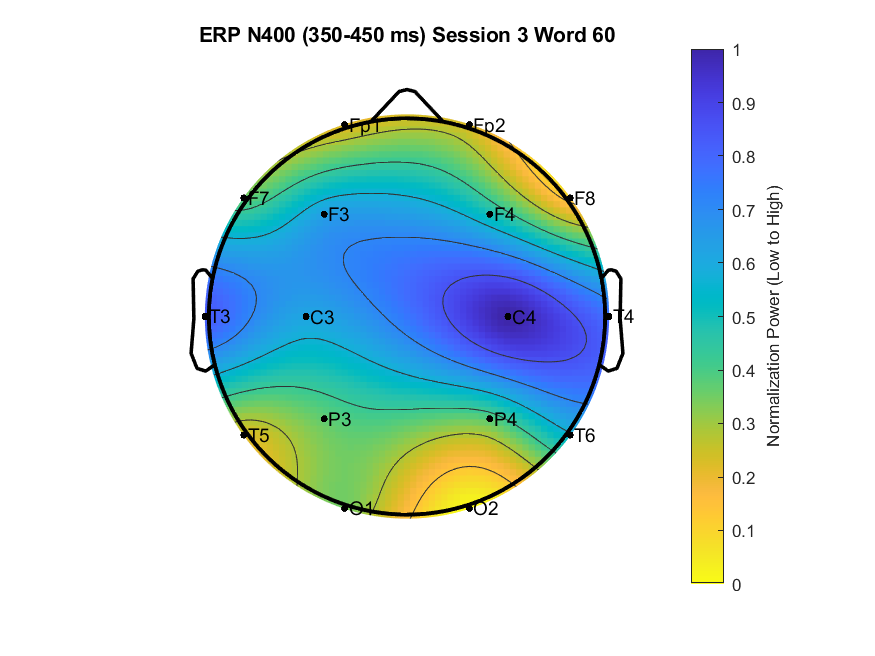 ERP N400 (350-450 ms) Session 3 Word 60
Fp1 Fp2
F7 F8
F3 F4
T3 C3 C4 T4
P3 P4
T5 T6
O1 O2
1
0.9
0.8
0.7
0.6
0.5
0.4
0.3
0.2
0.1
0
Normalization Power (Low to High)